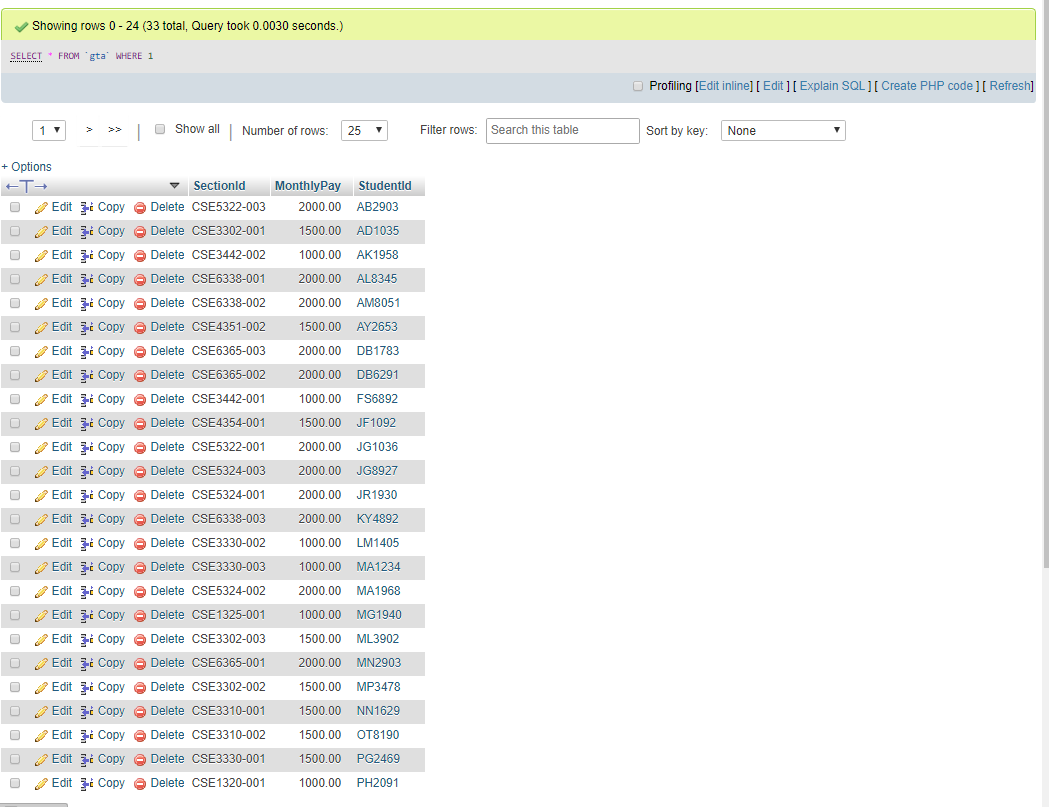 Showing rows 0 - 24 (33 total, Query took 0.0030 seconds.)
SELECT * FROM `gta` WHERE 1
Profiling [Edit inline] [ Edit ] [ Explain SQL ] [ Create PHP code ] [ Refresh]
1 > >> | Show all | Number of rows: 25 Filter rows: Search this table Sort by key: None
+ Options
←T→ SectionId MonthlyPay StudentId
Edit Copy Delete CSE5322-003 2000.00 AB2903
Edit Copy Delete CSE3302-001 1500.00 AD1035
Edit Copy Delete CSE3442-002 1000.00 AK1958
Edit Copy Delete CSE6338-001 2000.00 AL8345
Edit Copy Delete CSE6338-002 2000.00 AM8051
Edit Copy Delete CSE4351-002 1500.00 AY2653
Edit Copy Delete CSE6365-003 2000.00 DB1783
Edit Copy Delete CSE6365-002 2000.00 DB6291
Edit Copy Delete CSE3442-001 1000.00 FS6892
Edit Copy Delete CSE4354-001 1500.00 JF1092
Edit Copy Delete CSE5322-001 2000.00 JG1036
Edit Copy Delete CSE5324-003 2000.00 JG8927
Edit Copy Delete CSE5324-001 2000.00 JR1930
Edit Copy Delete CSE6338-003 2000.00 KY4892
Edit Copy Delete CSE3330-002 1000.00 LM1405
Edit Copy Delete CSE3330-003 1000.00 MA1234
Edit Copy Delete CSE5324-002 2000.00 MA1968
Edit Copy Delete CSE1325-001 1000.00 MG1940
Edit Copy Delete CSE3302-003 1500.00 ML3902
Edit Copy Delete CSE6365-001 2000.00 MN2903
Edit Copy Delete CSE3302-002 1500.00 MP3478
Edit Copy Delete CSE3310-001 1500.00 NN1629
Edit Copy Delete CSE3310-002 1500.00 OT8190
Edit Copy Delete CSE3330-001 1500.00 PG2469
Edit Copy Delete CSE1320-001 1000.00 PH2091